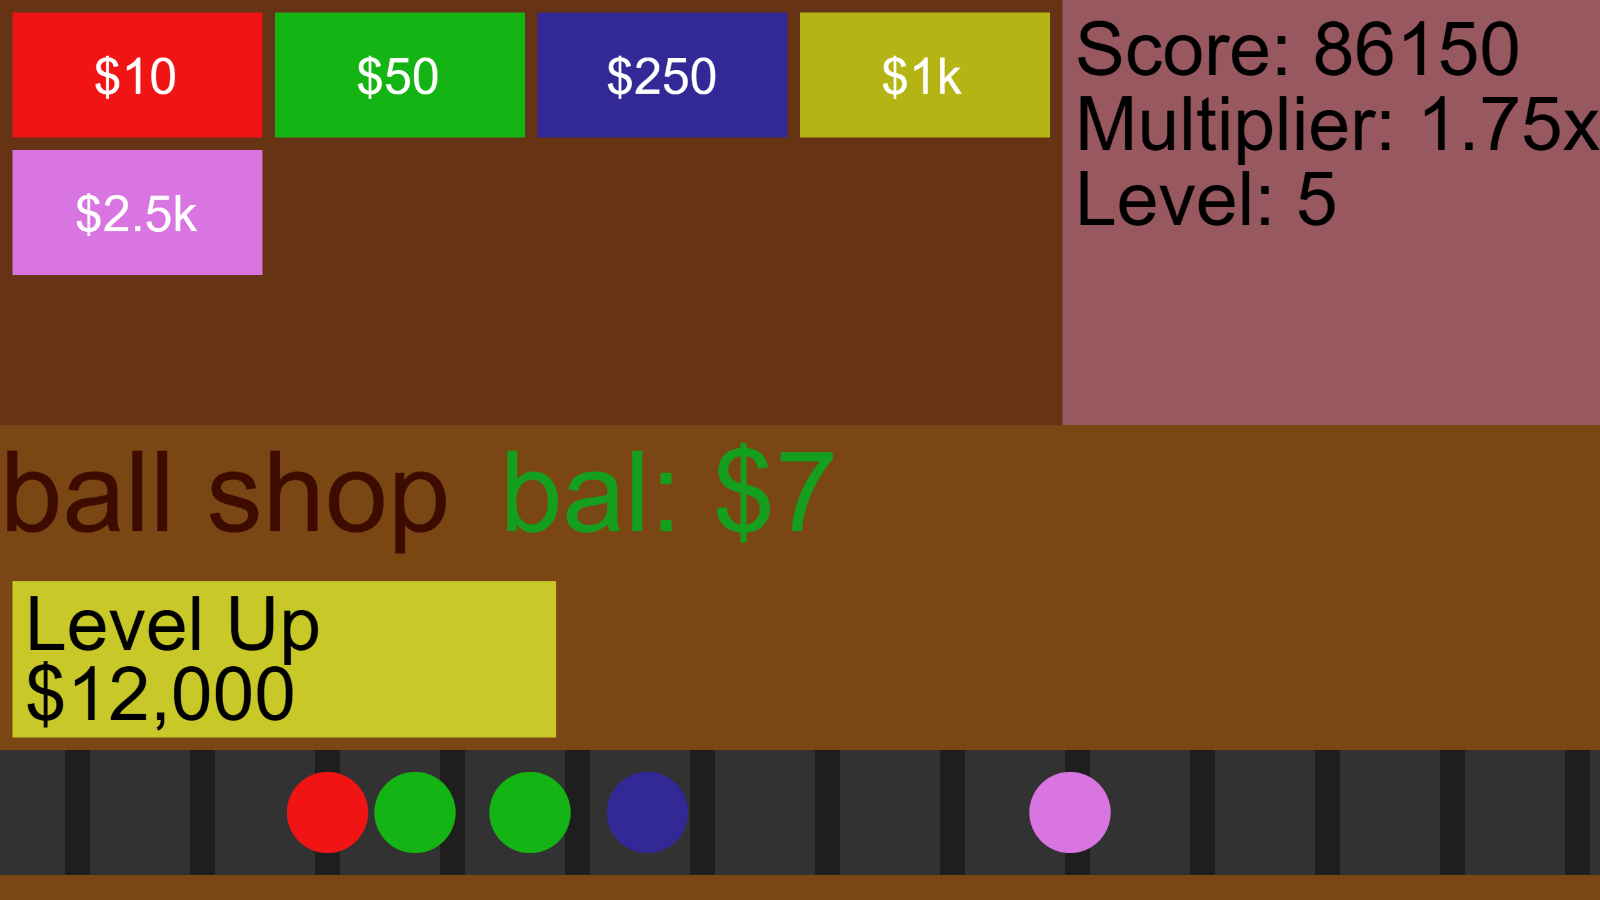 $10
$50
$250
$1k
$2.5k
Score: 86150
Multiplier: 1.75x
Level: 5
ball shop
bal: $7
Level Up
$12,000